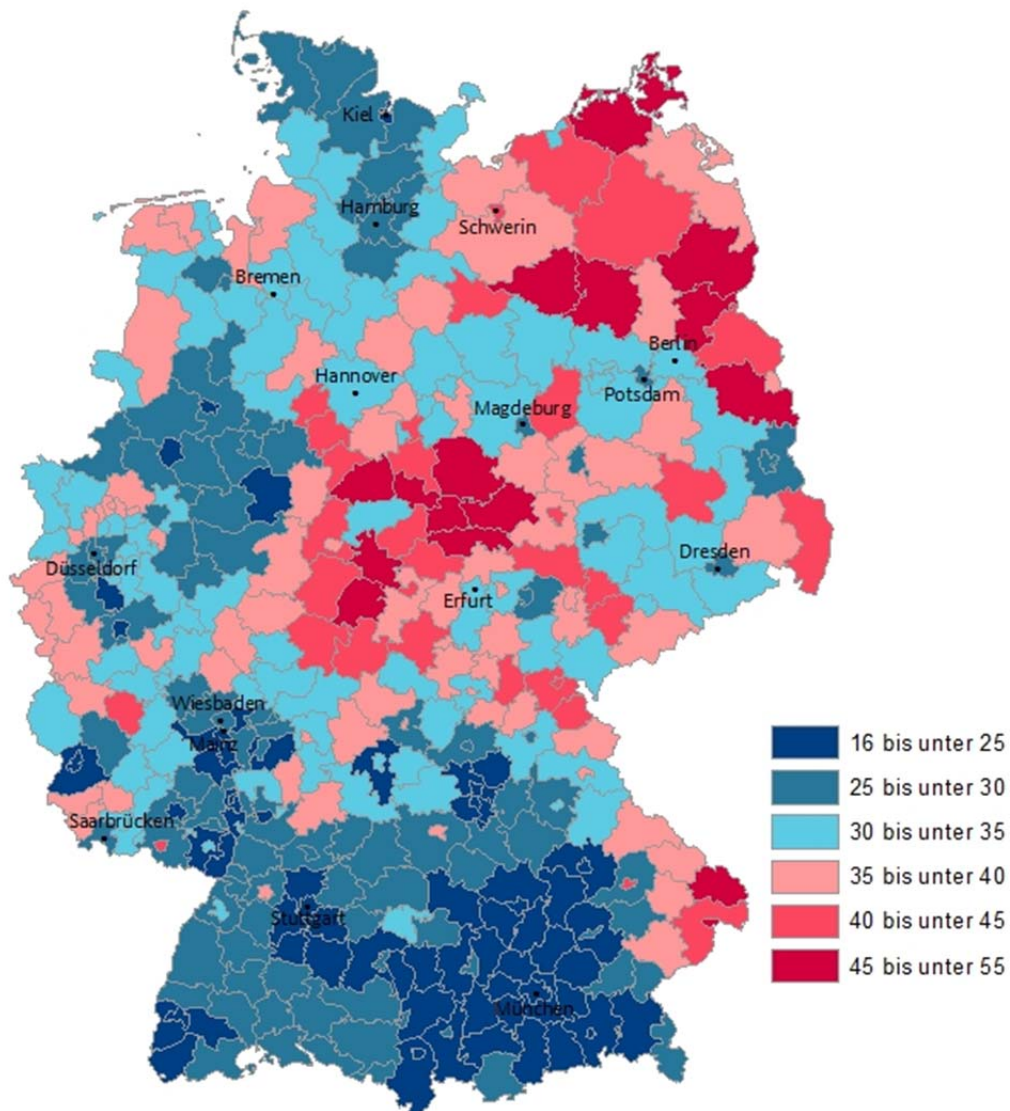 Kiel
Hamburg
Schwerin
Bremen
Berlin
Hannover
Potsdam
Magdeburg
Düsseldorf
Dresden
Erfurt
Wiesbaden
Mainz
Saarbrücken
Stuttgart
München
16 bis unter 25
25 bis unter 30
30 bis unter 35
35 bis unter 40
40 bis unter 45
45 bis unter 55